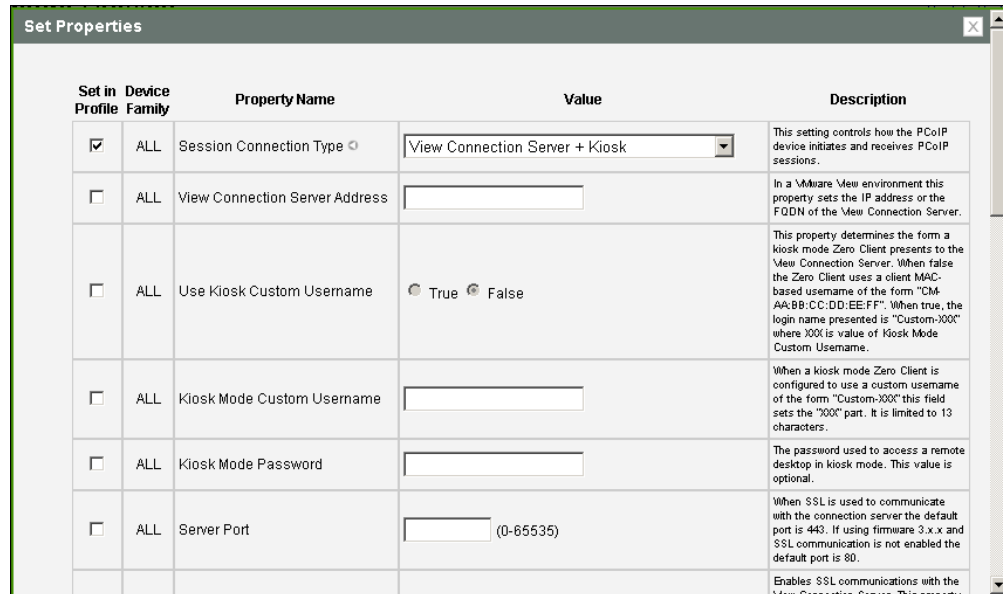 Set Properties
X
Set in Profile
Device Family
Property Name
Value
Description
ALL
Session Connection Type
View Connection Server + Kiosk
This setting controls how the PCoIP
device initiates and receives PCoIP
sessions.
ALL
View Connection Server Address
In a VMware View environment this
property sets the IP address or the
FQDN of the View Connection Server.
ALL
Use Kiosk Custom Username
True False
This property determines the form a
kiosk mode Zero Client presents to the
View Connection Server. When false
the Zero Client uses a client MAC-
based username of the form "CM-
AA:BB:CC:DD:EE:FF". When true, the
login name presented is "Custom-XXX"
where XXX is value of Kiosk Mode
Custom Username.
ALL
Kiosk Mode Custom Username
When a kiosk mode Zero Client is
configured to use a custom username
of the form "Custom-XXX" this field
sets the "XXX" part. It is limited to 13
characters.
ALL
Kiosk Mode Password
The password used to access a remote
desktop in kiosk mode. This value is
optional.
ALL
Server Port
(0-65535)
When SSL is used to communicate
with the connection server the default
port is 443. If using firmware 3.x.x and
SSL communication is not enabled the
default port is 80.
Enables SSL communications with the